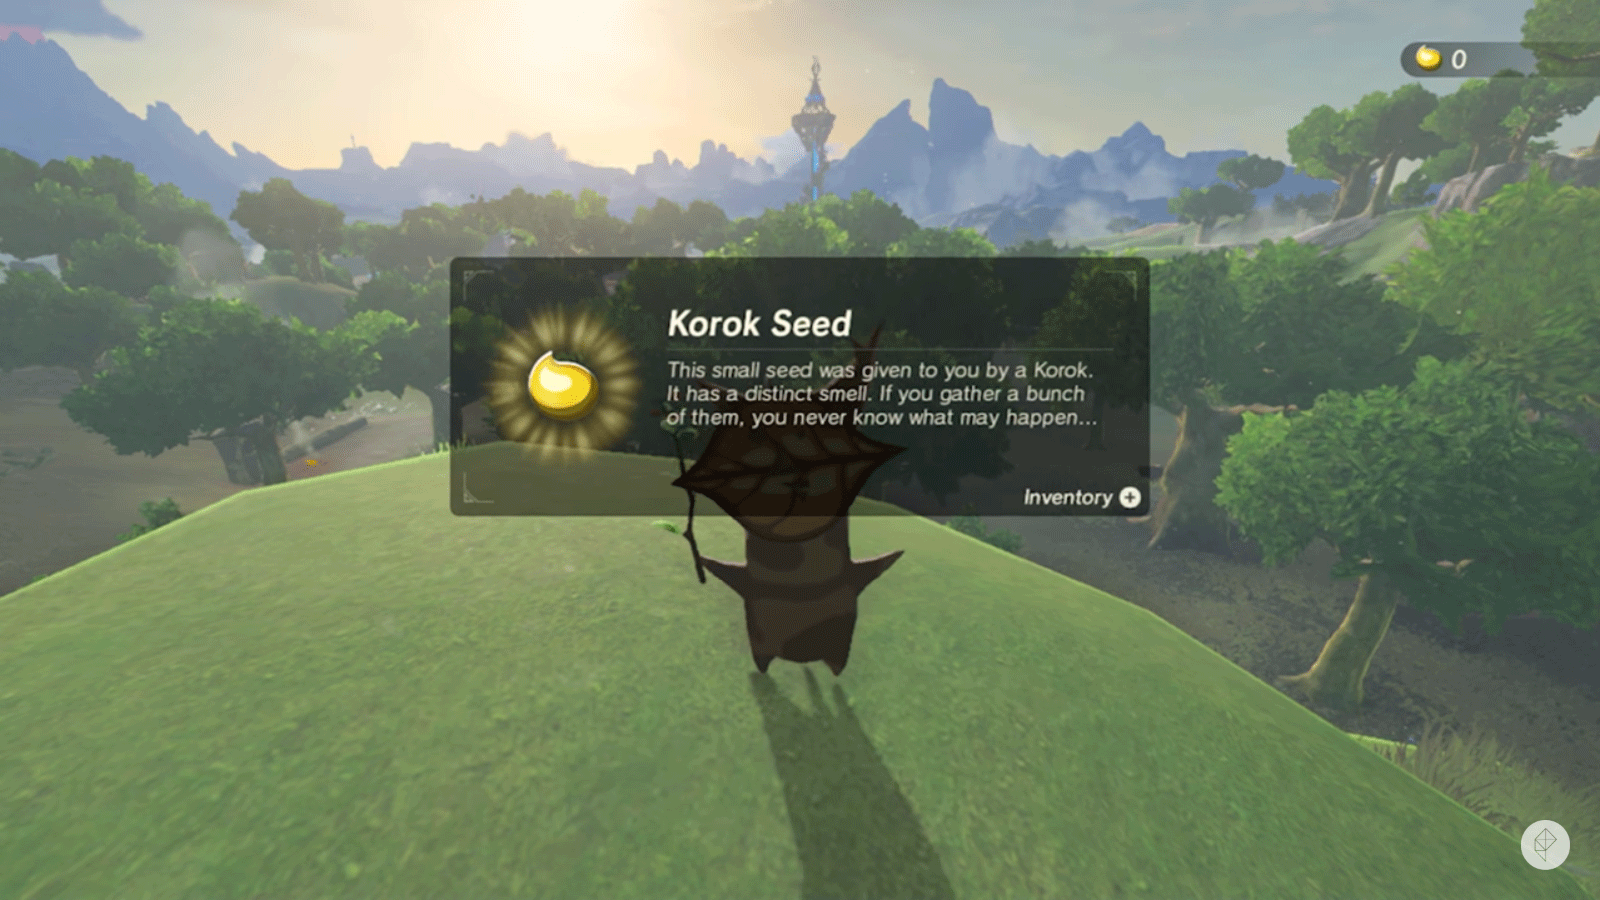 0
Korok Seed
This small seed was given to you by a Korok.
It has a distinct smell. If you gather a bunch
of them, you never know what may happen...
Inventory